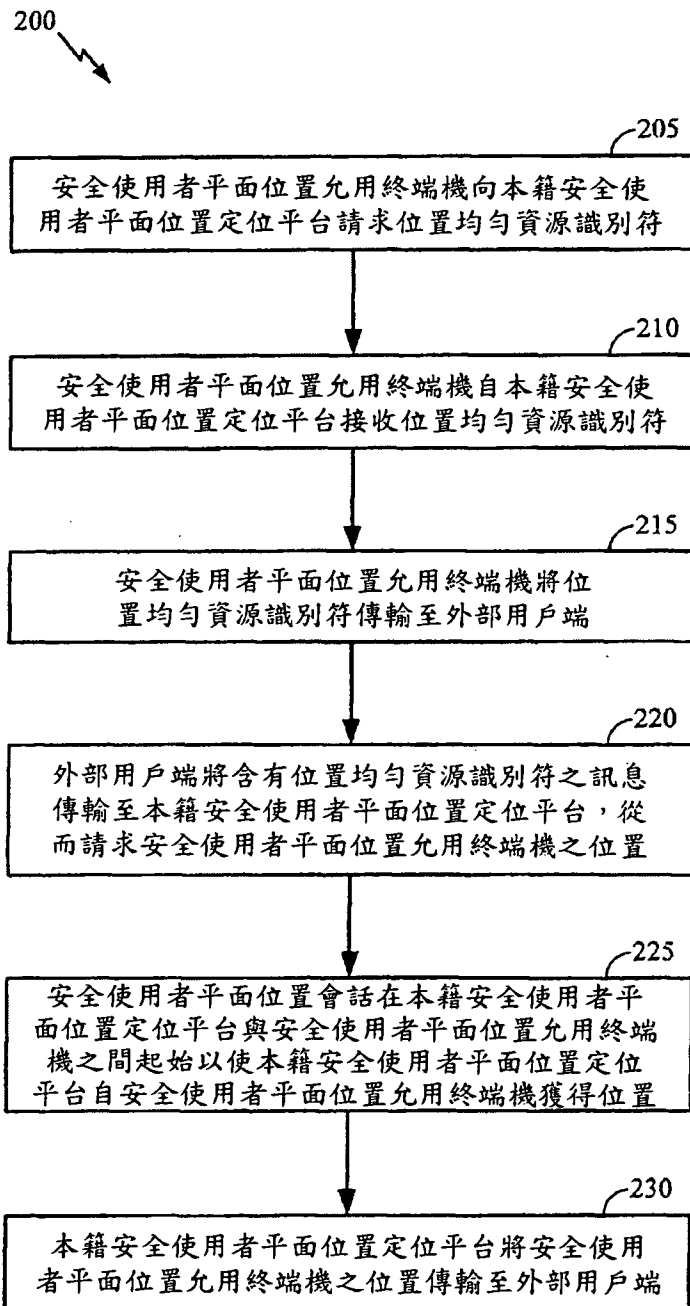 200
205
安全使用者平面位置允用終端機向本籍安全使
用者平面位置定位平台請求位置均勻資源識別符
210
安全使用者平面位置允用終端機自本籍安全使
用者平面位置定位平台接收位置均勻資源識別符
215
安全使用者平面位置允用終端機將位
置均勻資源識別符傳輸至外部用戶端
220
外部用戶端將含有位置均勻資源識別符之訊息
傳輸至本籍安全使用者平面位置定位平台，從
而請求安全使用者平面位置允用終端機之位置
225
安全使用者平面位置會話在本籍安全使用者平
面位置定位平台與安全使用者平面位置允用終端
機之間起始以使本籍安全使用者平面位置定位
平台自安全使用者平面位置允用終端機獲得位置
230
本籍安全使用者平面位置定位平台將安全使用
者平面位置允用終端機之位置傳輸至外部用戶端